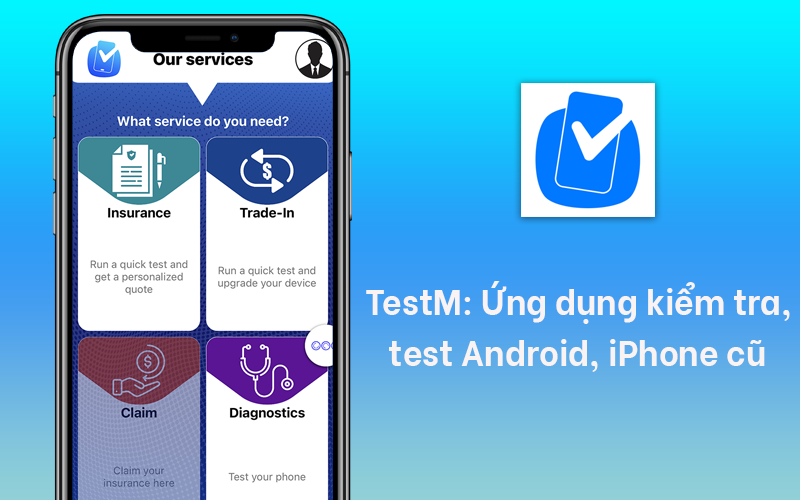 Our services
What service do you need?
Insurance
Run a quick test and
get a personalized
quote
Trade-In
Run a quick test and
upgrade your device
Claim
Claim your
insurance here
Diagnostics
Test your phone
TestM: Ứng dụng kiểm tra,
test Android, iPhone cũ